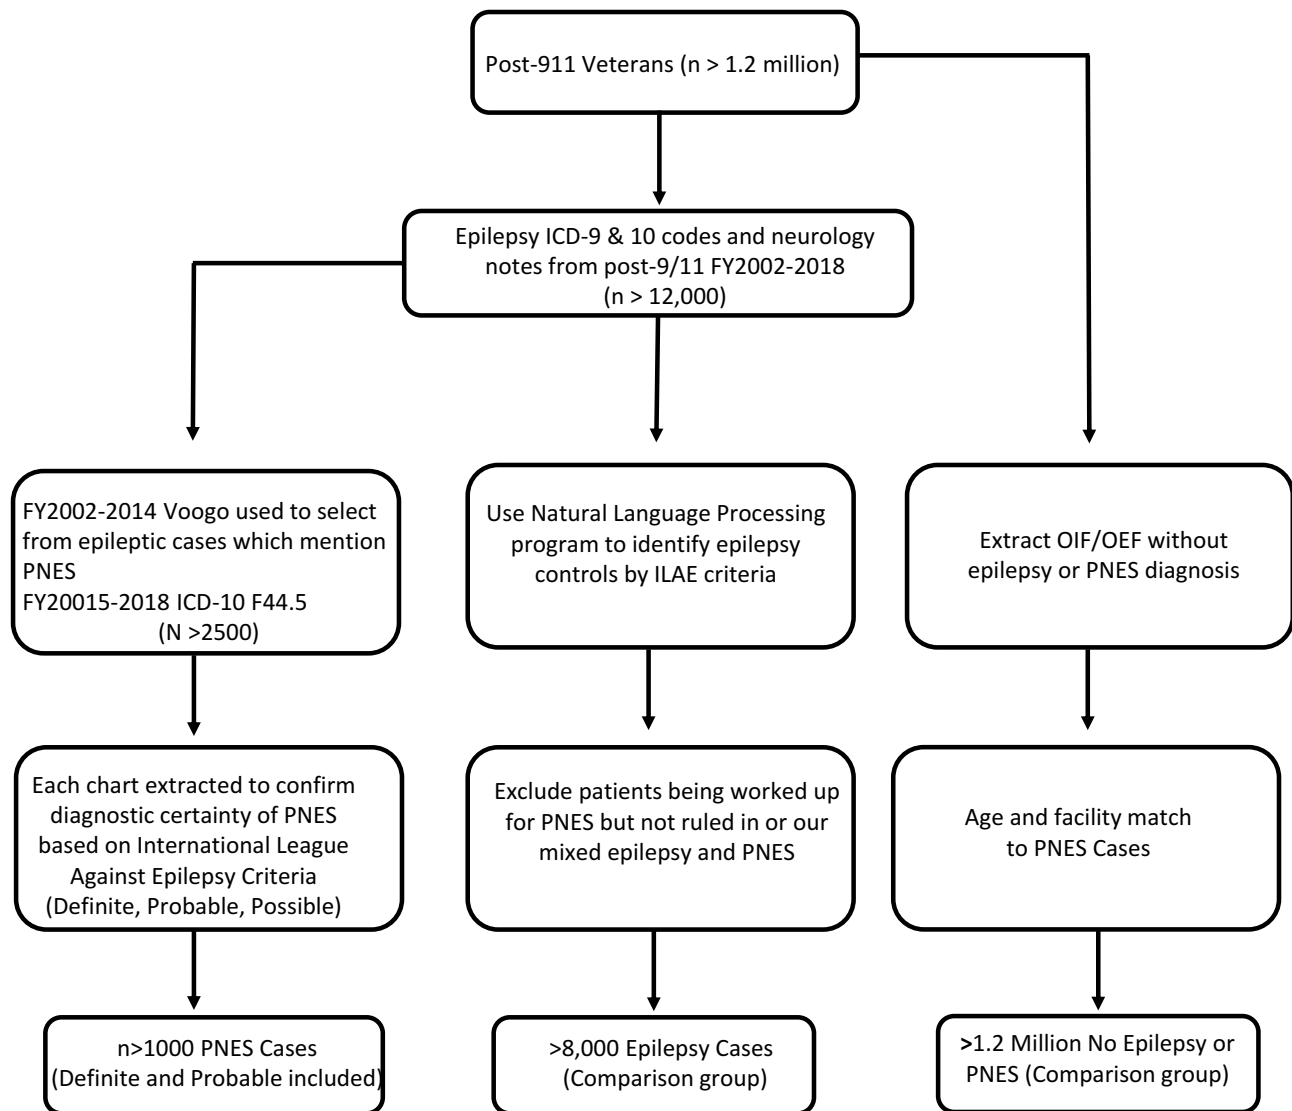 Post-911 Veterans (n > 1.2 million)
Epilepsy ICD-9 & 10 codes and neurology
notes from post-9/11 FY2002-2018
(n > 12,000)
FY2002-2014 Voogo used to select
from epileptic cases which mention
PNES
FY20015-2018 ICD-10 F44.5
(N >2500)
Use Natural Language Processing
program to identify epilepsy
controls by ILAE criteria
Extract OIF/OEF without
epilepsy or PNES diagnosis
Each chart extracted to confirm
diagnostic certainty of PNES
based on International League
Against Epilepsy Criteria
(Definite, Probable, Possible)
Exclude patients being worked up
for PNES but not ruled in or our
mixed epilepsy and PNES
Age and facility match
to PNES Cases
n>1000 PNES Cases
(Definite and Probable included)
>8,000 Epilepsy Cases
(Comparison group)
>1.2 Million No Epilepsy or
PNES (Comparison group)